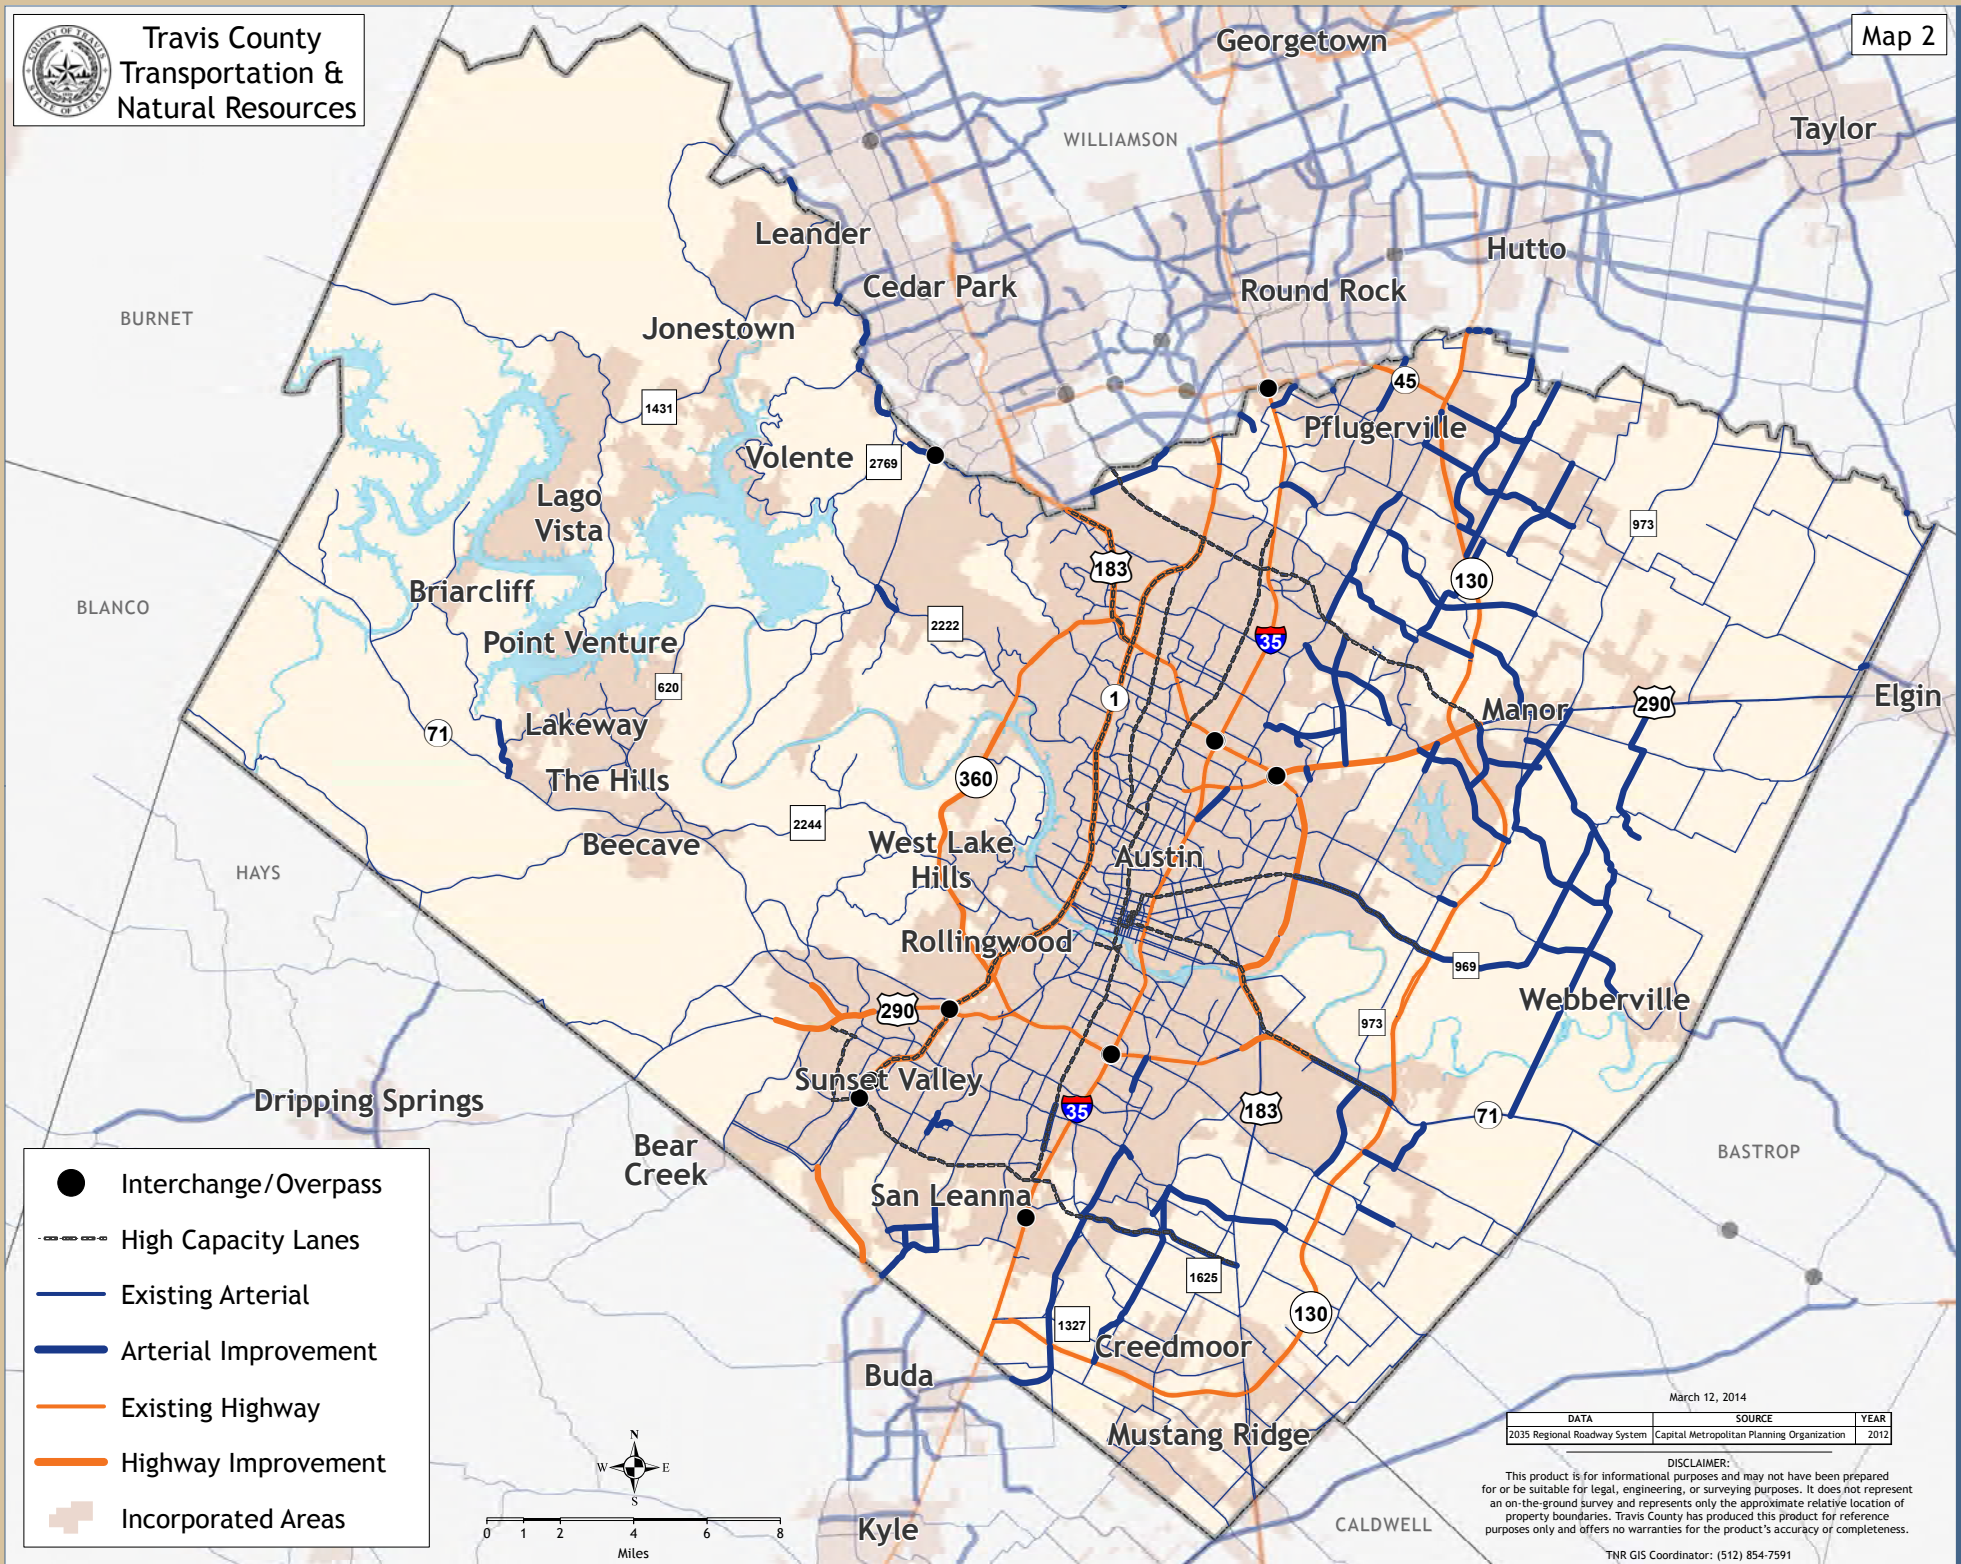 Travis County
Transportation &
Natural Resources
COUNTY OF TRAVIS
STATE OF TEXAS
Map 2
Georgetown
WILLIAMSON
Taylor
Leander
Hutto
Cedar Park
Round Rock
BURNET
Jonestown
45
1431
Pflugerville
Volente
2769
Lago
Vista
973
183
130
Briarcliff
BLANCO
2222
35
Point Venture
620
1
Elgin
290
Manor
Lakeway
71
360
The Hills
2244
Beecave
West Lake
Hills
Austin
HAYS
Rollingwood
969
Webberville
290
973
Sunset Valley
Dripping Springs
35
183
71
Bear
Creek
BASTROP
San Leanna
1625
130
1327
Creedmoor
Buda
Mustang Ridge
Kyle
CALDWELL
Interchange/Overpass
High Capacity Lanes
Existing Arterial
Arterial Improvement
Existing Highway
Highway Improvement
Incorporated Areas
N
W E
S
0 1 2 4 6 8
Miles
March 12, 2014
DATA SOURCE YEAR
2035 Regional Roadway System Capital Metropolitan Planning Organization 2012
DISCLAIMER:
This product is for informational purposes and may not have been prepared
for or be suitable for legal, engineering, or surveying purposes. It does not represent
an on-the-ground survey and represents only the approximate relative location of
property boundaries. Travis County has produced this product for reference
purposes only and offers no warranties for the product's accuracy or completeness.
TNR GIS Coordinator: (512) 854-7591